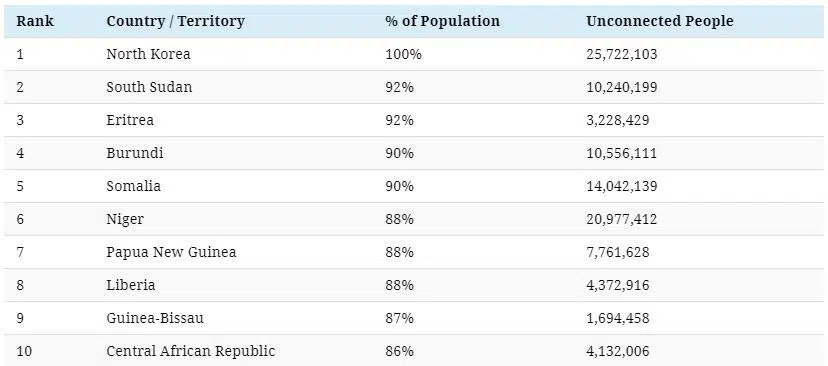 Rank Country / Territory % of Population Unconnected People
1 North Korea 100% 25,722,103
2 South Sudan 92% 10,240,199
3 Eritrea 92% 3,228,429
4 Burundi 90% 10,556,111
5 Somalia 90% 14,042,139
6 Niger 88% 20,977,412
7 Papua New Guinea 88% 7,761,628
8 Liberia 88% 4,372,916
9 Guinea-Bissau 87% 1,694,458
10 Central African Republic 86% 4,132,006